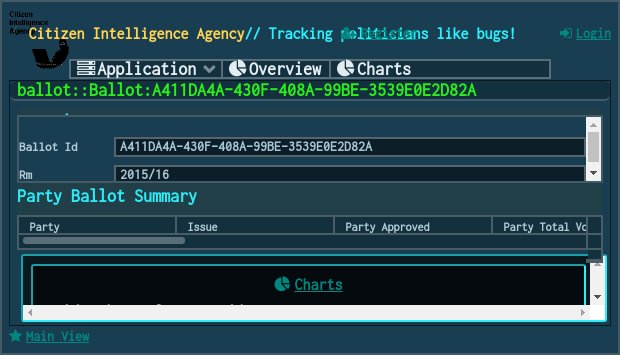 Citizen
Intelligence
Agency
Citizen Intelligence Agency// Tracking politicians like bugs!
Login
Application
Overview
Charts
ballot::Ballot:A411DA4A-430F-408A-99BE-3539E0E2D82A
Ballot Id
A411DA4A-430F-408A-99BE-3539E0E2D82A
Rm
2015/16
Party Ballot Summary
Party
Issue
Party Approved
Party Total
Charts
Main View